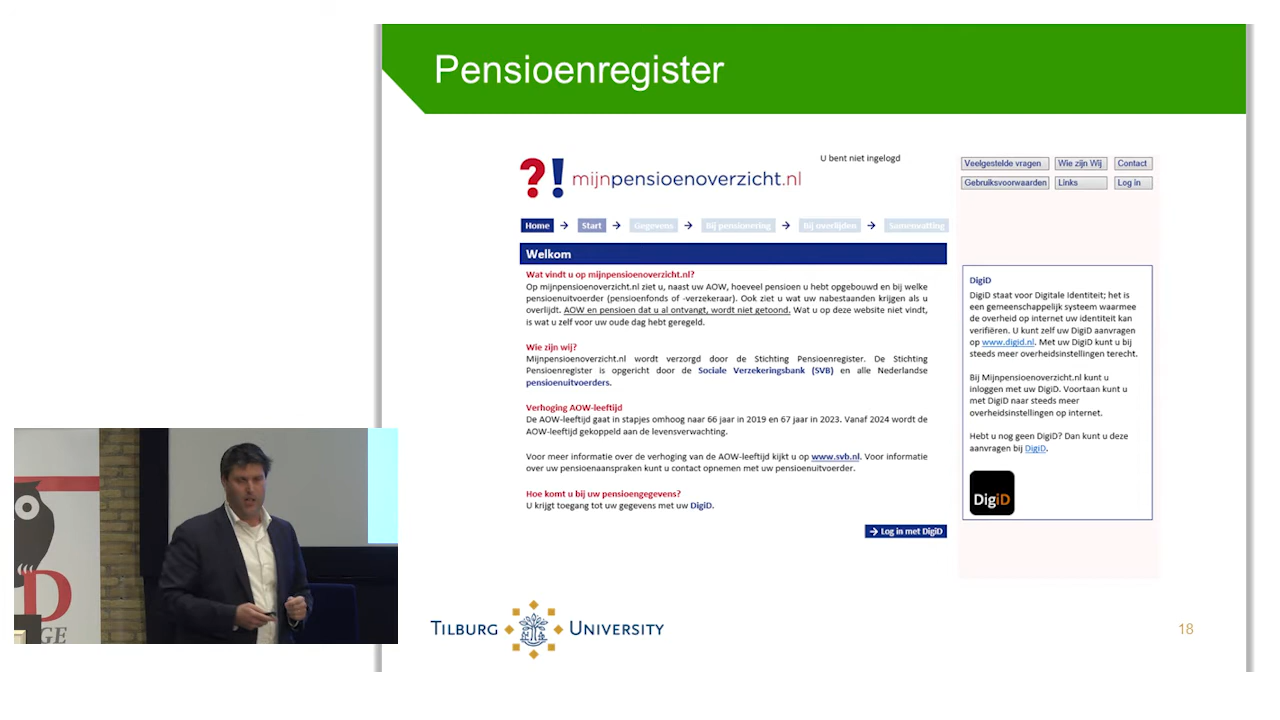 Pensioenregister
?! mijnpensioenoverzicht.nl
U bent niet ingelogd
Veelgestelde vragen Wie zijn Wij Contact
Gebruiksvoorwaarden Links Log in
Home → Start → Gegevens → Bij pensionering → Bij overlijden → Samenvatting
Welkom
Wat vindt u op mijnpensioenoverzicht.nl?
Op mijnpensioenoverzicht.nl ziet u, naast uw AOW, hoeveel pensioen u hebt opgebouwd en bij welke
pensioenuitvoerder (pensioenfonds of -verzekeraar). Ook ziet u wat uw nabestaanden krijgen als u
overlijdt. AOW en pensioen dat u al ontvangt, wordt niet getoond. Wat u op deze website niet vindt,
is wat u zelf voor uw oude dag hebt geregeld.
Wie zijn wij?
Mijnpensioenoverzicht.nl wordt verzorgd door de Stichting Pensioenregister. De Stichting
Pensioenregister is opgericht door de Sociale Verzekeringsbank (SVB) en alle Nederlandse
pensioenuitvoerders.
Verhoging AOW-leeftijd
De AOW-leeftijd gaat in stapjes omhoog naar 66 jaar in 2019 en 67 jaar in 2023. Vanaf 2024 wordt de
AOW-leeftijd gekoppeld aan de levensverwachting.
Voor meer informatie over de verhoging van de AOW-leeftijd kijkt u op www.svb.nl. Voor informatie
over uw pensioenaanspraken kunt u contact opnemen met uw pensioenuitvoerder.
Hoe komt u bij uw pensioengegevens?
U krijgt toegang tot uw gegevens met uw DigiD.
→ Log in met DigiD
DigiD
DigiD staat voor Digitale Identiteit; het is
een gemeenschappelijk systeem waarmee
de overheid op internet uw identiteit kan
verifiëren. U kunt zelf uw DigiD aanvragen
op www.digid.nl. Met uw DigiD kunt u bij
steeds meer overheidsinstellingen terecht.
Bij Mijnpensioenoverzicht.nl kunt u
inloggen met uw DigiD. Voortaan kunt u
met DigiD naar steeds meer
overheidsinstellingen op internet.
Hebt u nog geen DigiD? Dan kunt u deze
aanvragen bij DigiD.
DigiD
D
GE
TILBURG UNIVERSITY
18